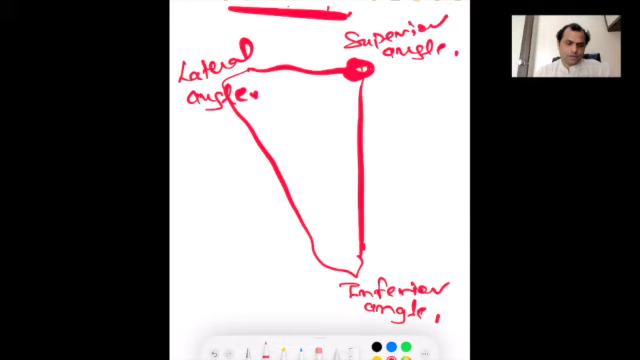 Superior
angle.
Lateral
angle.
Inferior
angle.